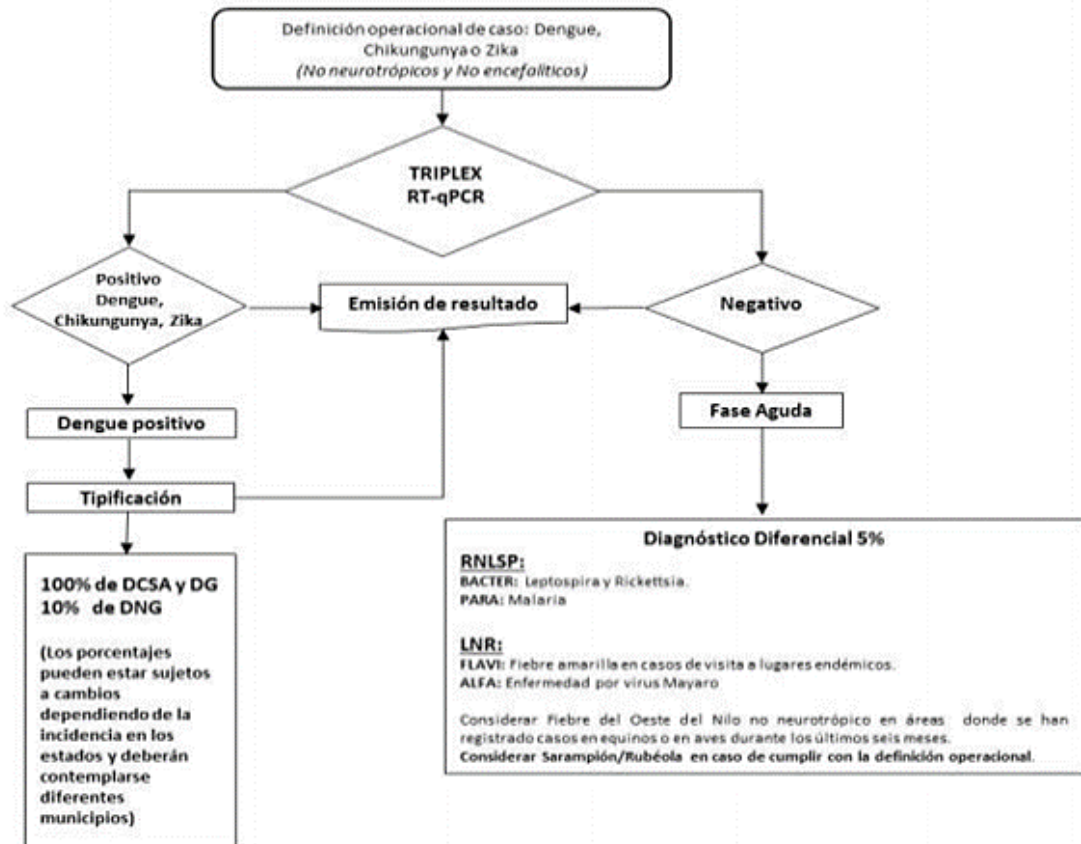 Definición operacional de caso: Dengue,
Chikungunya o Zika
(No neurotrópicos y No encefalíticos)
TRIPLEX
RT-qPCR
Positivo
Dengue,
Chikungunya, Zika
Emisión de resultado
Negativo
Dengue positivo
Fase Aguda
Tipificación
100% de DCSA y DG
10% de DNG
(Los porcentajes
pueden estar sujetos
a cambios
dependiendo de la
incidencia en los
estados y deberán
contemplarse
diferentes
municipios)
Diagnóstico Diferencial 5%
RNLSP:
BACTER: Leptospira y Rickettsia.
PARA: Malaria
LNR:
FLAVI: Fiebre amarilla en casos de visita a lugares endémicos.
ALFA: Enfermedad por virus Mayaro
Considerar Fiebre del Oeste del Nilo no neurotrópico en áreas donde se han
registrado casos en equinos o en aves durante los últimos seis meses.
Considerar Sarampión/Rubéola en caso de cumplir con la definición operacional.